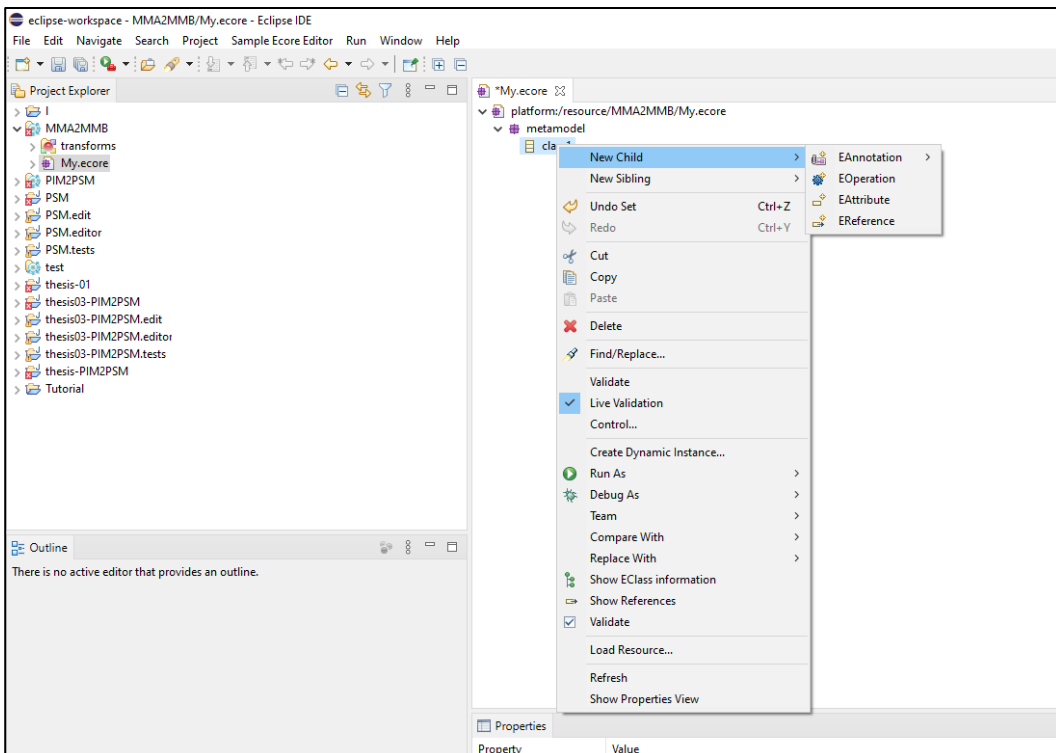 eclipse-workspace - MMA2MMB/My.ecore - Eclipse IDE
File Edit Navigate Search Project Sample Ecore Editor Run Window Help
Project Explorer
I
MMA2MMB
transforms
My.ecore
PIM2PSM
PSM
PSM.edit
PSM.editor
PSM.tests
test
thesis-01
thesis03-PIM2PSM
thesis03-PIM2PSM.edit
thesis03-PIM2PSM.editor
thesis03-PIM2PSM.tests
thesis-PIM2PSM
Tutorial
Outline
There is no active editor that provides an outline.
*My.ecore
platform:/resource/MMA2MMB/My.ecore
metamodel
New Child
New Sibling
Undo Set Ctrl+Z
Redo Ctrl+Y
Cut
Copy
Paste
Delete
Find/Replace...
Validate
Live Validation
Control...
Create Dynamic Instance...
Run As
Debug As
Team
Compare With
Replace With
Show EClass information
Show References
Validate
Load Resource...
Refresh
Show Properties View
EAnnotation
EOperation
EAttribute
EReference
Properties
Property Value